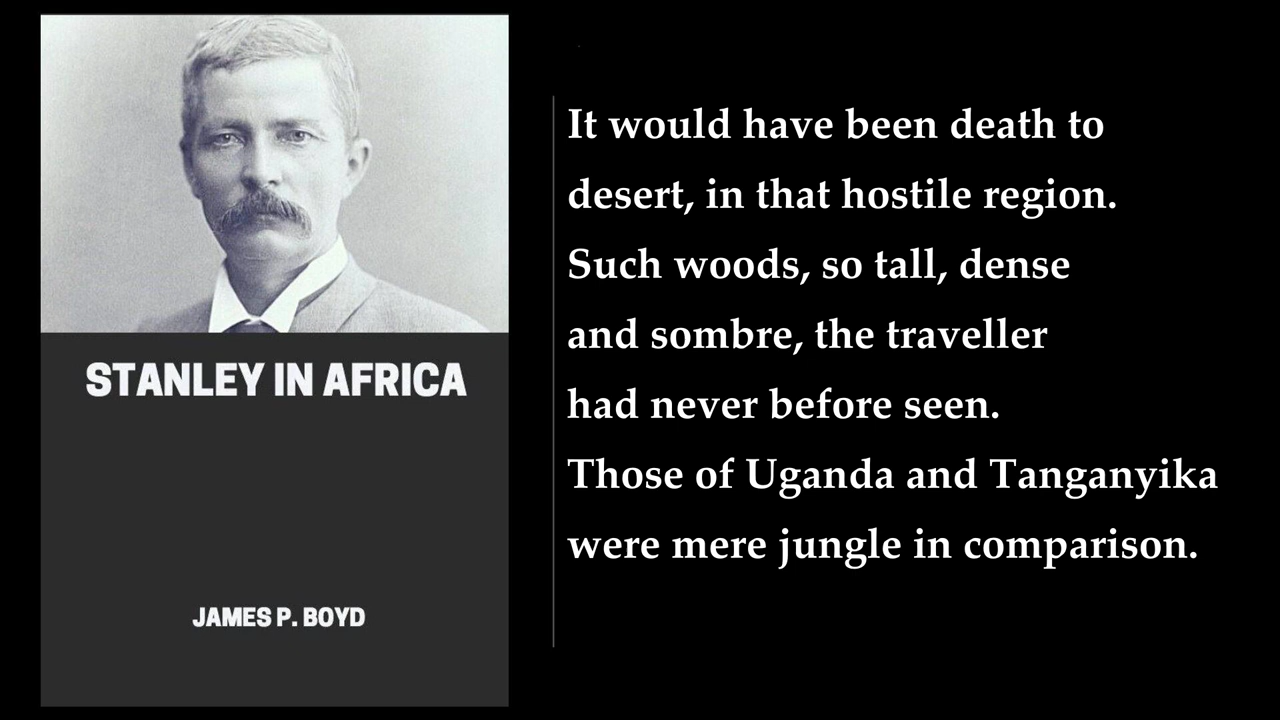 STANLEY IN AFRICA
JAMES P. BOYD
It would have been death to
desert, in that hostile region.
Such woods, so tall, dense
and sombre, the traveller
had never before seen.
Those of Uganda and Tanganyika
were mere jungle in comparison.